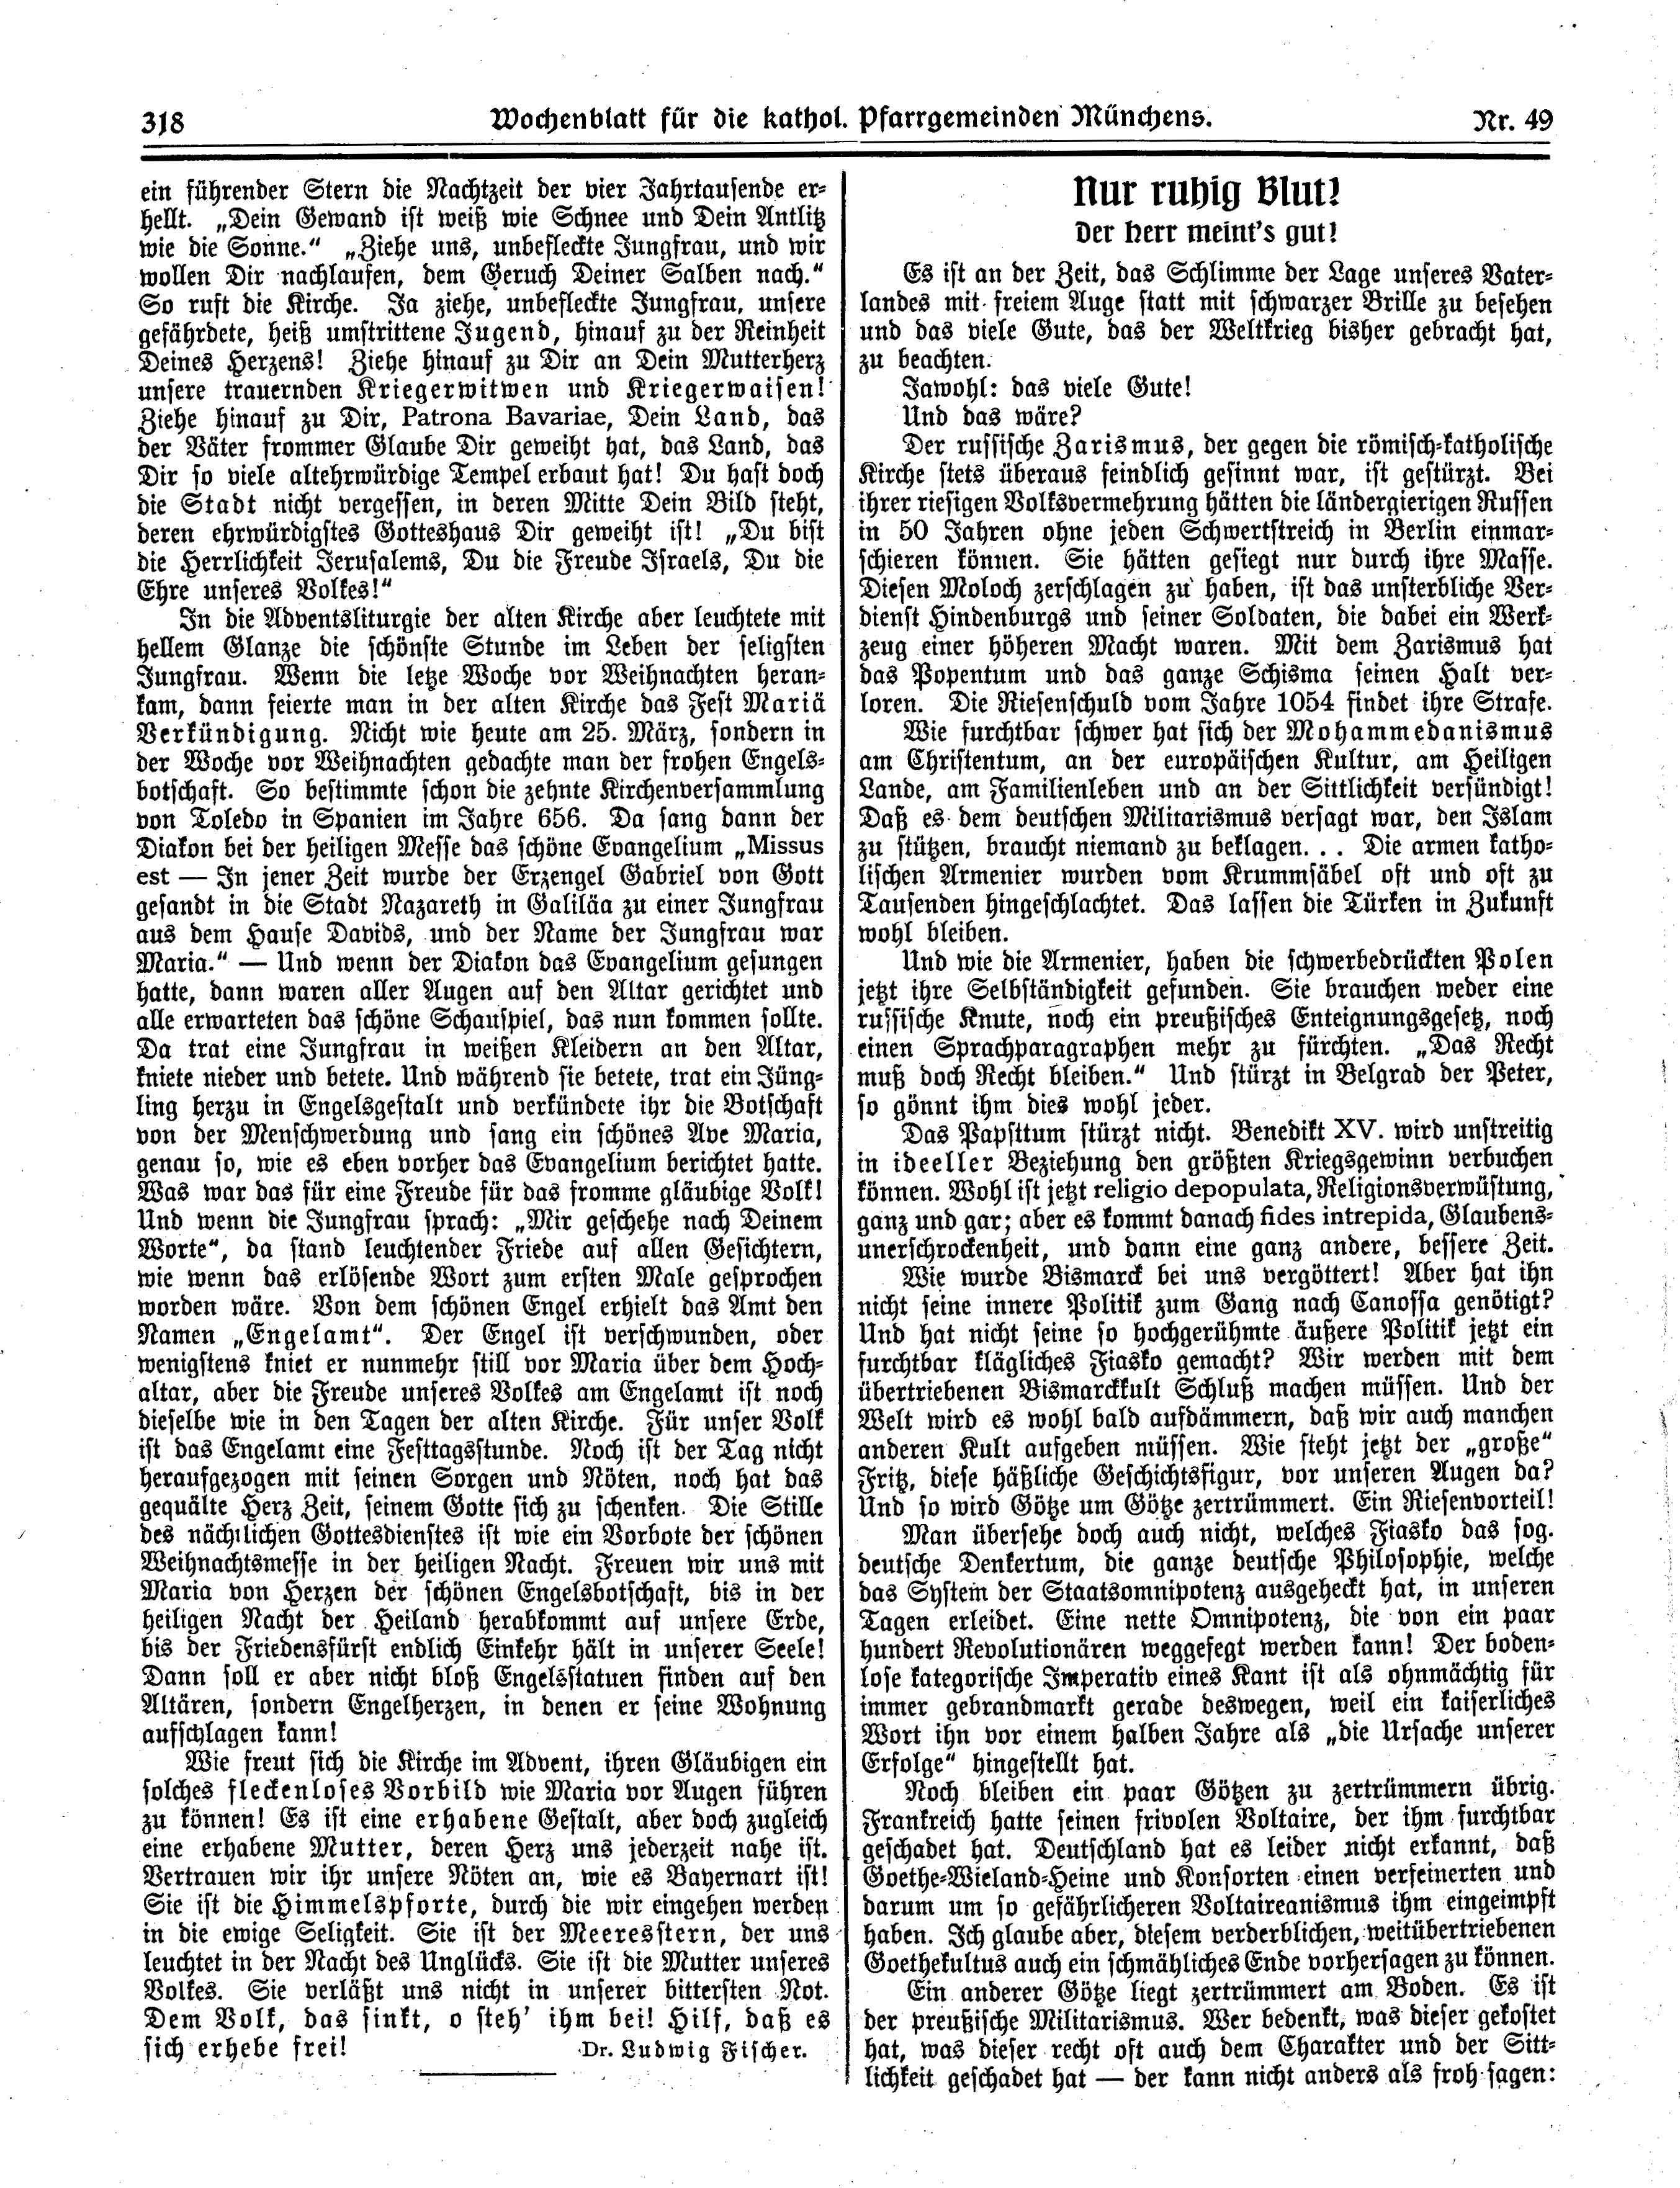 318
Wochenblatt für die kathol. Pfarrgemeinden Münchens.
Nr. 49
ein führender Stern die Nachtzeit der vier Jahrtausende er-
hellt. „Dein Gewand ist weiß wie Schnee und Dein Antlitz
wie die Sonne.“ „Ziehe uns, unbefleckte Jungfrau, und wir
wollen Dir nachlaufen, dem Geruch Deiner Salben nach.“
So ruft die Kirche. Ja ziehe, unbefleckte Jungfrau, unsere
gefährdete, heiß umstrittene Jugend, hinauf zu der Reinheit
Deines Herzens! Ziehe hinauf zu Dir an Dein Mutterherz
unsere trauernden Kriegerwitwen und Kriegerwaisen!
Ziehe hinauf zu Dir, Patrona Bavariae, Dein Land, das
der Väter frommer Glaube Dir geweiht hat, das Land, das
Dir so viele altehrwürdige Tempel erbaut hat! Du hast doch
die Stadt nicht vergessen, in deren Mitte Dein Bild steht,
deren ehrwürdigstes Gotteshaus Dir geweiht ist! „Du bist
die Herrlichkeit Jerusalems, Du die Freude Israels, Du die
Ehre unseres Volkes!“
In die Adventsliturgie der alten Kirche aber leuchtete mit
hellem Glanze die schönste Stunde im Leben der seligsten
Jungfrau. Wenn die letze Woche vor Weihnachten heran-
kam, dann feierte man in der alten Kirche das Fest Mariä
Verkündigung. Nicht wie heute am 25. März, sondern in
der Woche vor Weihnachten gedachte man der frohen Engels-
botschaft. So bestimmte schon die zehnte Kirchenversammlung
von Toledo in Spanien im Jahre 656. Da sang dann der
Diakon bei der heiligen Messe das schöne Evangelium „Missus
est — In jener Zeit wurde der Erzengel Gabriel von Gott
gesandt in die Stadt Nazareth in Galiläa zu einer Jungfrau
aus dem Hause Davids, und der Name der Jungfrau war
Maria.“ — Und wenn der Diakon das Evangelium gesungen
hatte, dann waren aller Augen auf den Altar gerichtet und
alle erwarteten das schöne Schauspiel, das nun kommen sollte.
Da trat eine Jungfrau in weißen Kleidern an den Altar,
kniete nieder und betete. Und während sie betete, trat ein Jüng-
ling herzu in Engelsgestalt und verkündete ihr die Botschaft
von der Menschwerdung und sang ein schönes Ave Maria,
genau so, wie es eben vorher das Evangelium berichtet hatte.
Was war das für eine Freude für das fromme gläubige Volk!
Und wenn die Jungfrau sprach: „Mir geschehe nach Deinem
Worte“, da stand leuchtender Friede auf allen Gesichtern,
wie wenn das erlösende Wort zum ersten Male gesprochen
worden wäre. Von dem schönen Engel erhielt das Amt den
Namen „Engelamt“. Der Engel ist verschwunden, oder
wenigstens kniet er nunmehr still vor Maria über dem Hoch-
altar, aber die Freude unseres Volkes am Engelamt ist noch
dieselbe wie in den Tagen der alten Kirche. Für unser Volk
ist das Engelamt eine Festtagsstunde. Noch ist der Tag nicht
heraufgezogen mit seinen Sorgen und Nöten, noch hat das
gequälte Herz Zeit, seinem Gotte sich zu schenken. Die Stille
des nächtlichen Gottesdienstes ist wie ein Vorbote der schönen
Weihnachtsmesse in der heiligen Nacht. Freuen wir uns mit
Maria von Herzen der schönen Engelsbotschaft, bis in der
heiligen Nacht der Heiland herabkommt auf unsere Erde,
bis der Friedensfürst endlich Einkehr hält in unserer Seele!
Dann soll er aber nicht bloß Engelsstatuen finden auf den
Altären, sondern Engelherzen, in denen er seine Wohnung
aufschlagen kann!
Wie freut sich die Kirche im Advent, ihren Gläubigen ein
solches fleckenloses Vorbild wie Maria vor Augen führen
zu können! Es ist eine erhabene Gestalt, aber doch zugleich
eine erhabene Mutter, deren Herz uns jederzeit nahe ist.
Vertrauen wir ihr unsere Nöten an, wie es Bayernart ist!
Sie ist die Himmelspforte, durch die wir eingehen werden
in die ewige Seligkeit. Sie ist der Meeresstern, der uns
leuchtet in der Nacht des Unglücks. Sie ist die Mutter unseres
Volkes. Sie verläßt uns nicht in unserer bittersten Not.
Dem Volk, das sinkt, o steh' ihm bei! Hilf, daß es
sich erhebe frei!
Dr. Ludwig Fischer.
Nur ruhig Blut!
Der Herr meint's gut!
Es ist an der Zeit, das Schlimme der Lage unseres Vater-
landes mit freiem Auge statt mit schwarzer Brille zu besehen
und das viele Gute, das der Weltkrieg bisher gebracht hat,
zu beachten.
Jawohl: das viele Gute!
Und das wäre?
Der russische Zarismus, der gegen die römisch-katholische
Kirche stets überaus feindlich gesinnt war, ist gestürzt. Bei
ihrer riesigen Volksvermehrung hätten die ländergierigen Russen
in 50 Jahren ohne jeden Schwertstreich in Berlin einmar-
schieren können. Sie hätten gesiegt nur durch ihre Masse.
Diesen Moloch zerschlagen zu haben, ist das unsterbliche Ver-
dienst Hindenburgs und seiner Soldaten, die dabei ein Werk-
zeug einer höheren Macht waren. Mit dem Zarismus hat
das Popentum und das ganze Schisma seinen Halt ver-
loren. Die Riesenschuld vom Jahre 1054 findet ihre Strafe.
Wie furchtbar schwer hat sich der Mohammedanismus
am Christentum, an der europäischen Kultur, am Heiligen
Lande, am Familienleben und an der Sittlichkeit versündigt!
Daß es dem deutschen Militarismus versagt war, den Islam
zu stützen, braucht niemand zu beklagen... Die armen katho-
lischen Armenier wurden vom Krummsäbel oft und oft zu
Tausenden hingeschlachtet. Das lassen die Türken in Zukunft
wohl bleiben.
Und wie die Armenier, haben die schwerbedrückten Polen
jetzt ihre Selbständigkeit gefunden. Sie brauchen weder eine
russische Knute, noch ein preußisches Enteignungsgesetz, noch
einen Sprachparagraphen mehr zu fürchten. „Das Recht
muß doch Recht bleiben.“ Und stürzt in Belgrad der Peter,
so gönnt ihm dies wohl jeder.
Das Papsttum stürzt nicht. Benedikt XV. wird unstreitig
in ideeller Beziehung den größten Kriegsgewinn verbuchen
können. Wohl ist jetzt religio depopulata, Religionsverwüstung,
ganz und gar; aber es kommt danach fides intrepida, Glaubens-
unerschrockenheit, und dann eine ganz andere, bessere Zeit.
Wie wurde Bismarck bei uns vergöttert! Aber hat ihn
nicht seine innere Politik zum Gang nach Canossa genötigt?
Und hat nicht seine so hochgerühmte äußere Politik jetzt ein
furchtbar klägliches Fiasko gemacht? Wir werden mit dem
übertriebenen Bismarckkult Schluß machen müssen. Und der
Welt wird es wohl bald aufdämmern, daß wir auch manchen
anderen Kult aufgeben müssen. Wie steht jetzt der „große“
Fritz, diese häßliche Geschichtsfigur, vor unseren Augen da?
Und so wird Götze um Götze zertrümmert. Ein Riesenvorteil!
Man übersehe doch auch nicht, welches Fiasko das sog.
deutsche Denkertum, die ganze deutsche Philosophie, welche
das System der Staatsomnipotenz ausgeheckt hat, in unseren
Tagen erleidet. Eine nette Omnipotenz, die von ein paar
hundert Revolutionären weggefegt werden kann! Der boden-
lose kategorische Imperativ eines Kant ist als ohnmächtig für
immer gebrandmarkt gerade deswegen, weil ein kaiserliches
Wort ihn vor einem halben Jahre als „die Ursache unserer
Erfolge“ hingestellt hat.
Noch bleiben ein paar Götzen zu zertrümmern übrig.
Frankreich hatte seinen frivolen Voltaire, der ihm furchtbar
geschadet hat. Deutschland hat es leider nicht erkannt, daß
Goethe-Wieland-Heine und Konsorten einen verfeinerten und
darum um so gefährlicheren Voltaireanismus ihm eingeimpft
haben. Ich glaube aber, diesem verderblichen, weitübertriebenen
Goethekultus auch ein schmähliches Ende vorhersagen zu können.
Ein anderer Götze liegt zertrümmert am Boden. Es ist
der preußische Militarismus. Wer bedenkt, was dieser gekostet
hat, was dieser recht oft auch dem Charakter und der Sitt-
lichkeit geschadet hat — der kann nicht anders als froh sagen: